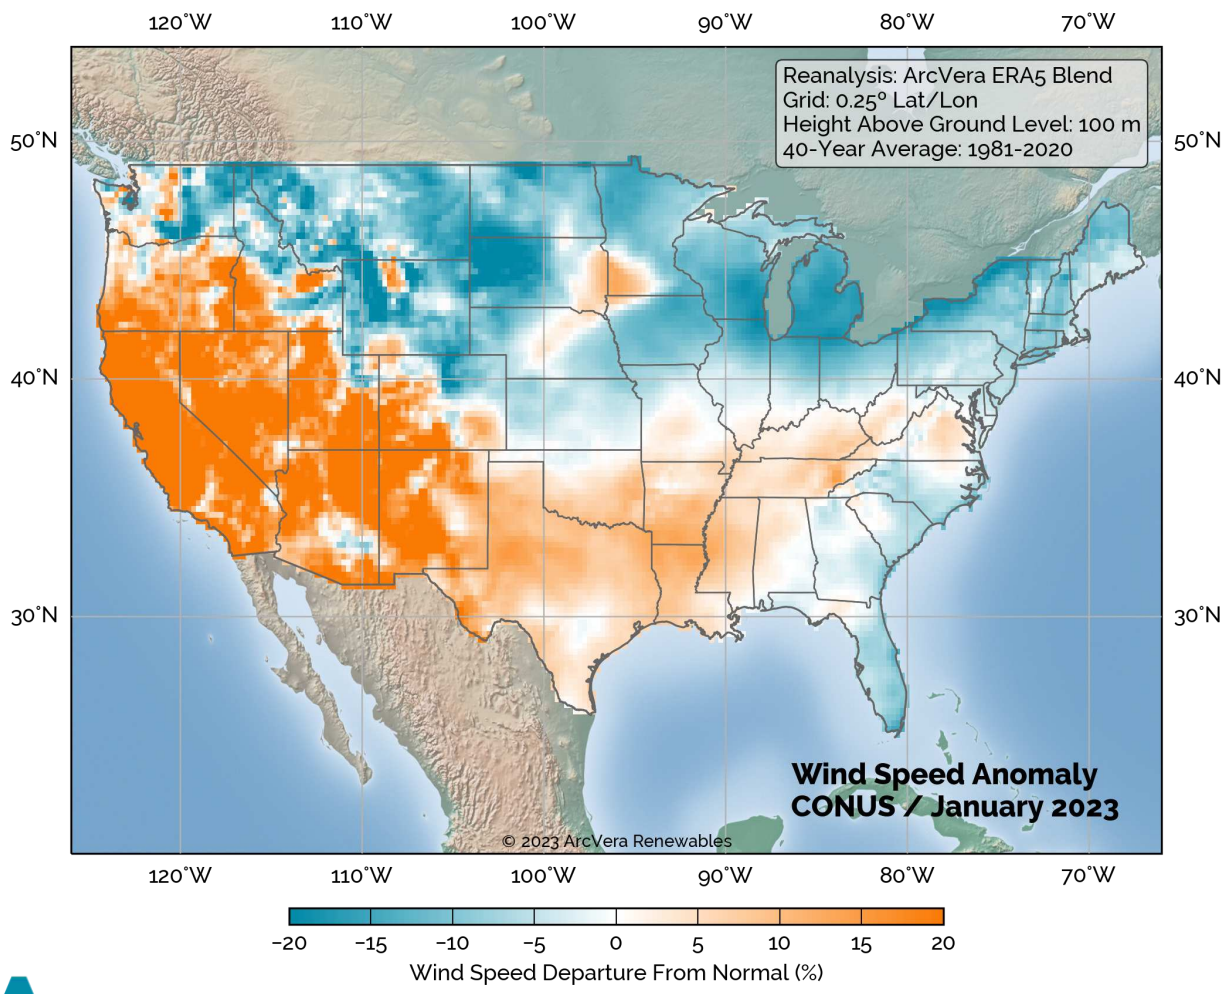 120°W 110°W 100°W 90°W 80°W 70°W
Reanalysis: ArcVera ERA5 Blend
Grid: 0.25º Lat/Lon
Height Above Ground Level: 100 m
40-Year Average: 1981-2020
50°N 50°N
40°N 40°N
30°N 30°N
Wind Speed Anomaly
CONUS / January 2023
© 2023 ArcVera Renewables
120°W 110°W 100°W 90°W 80°W 70°W
−20 −15 −10 −5 0 5 10 15 20
Wind Speed Departure From Normal (%)